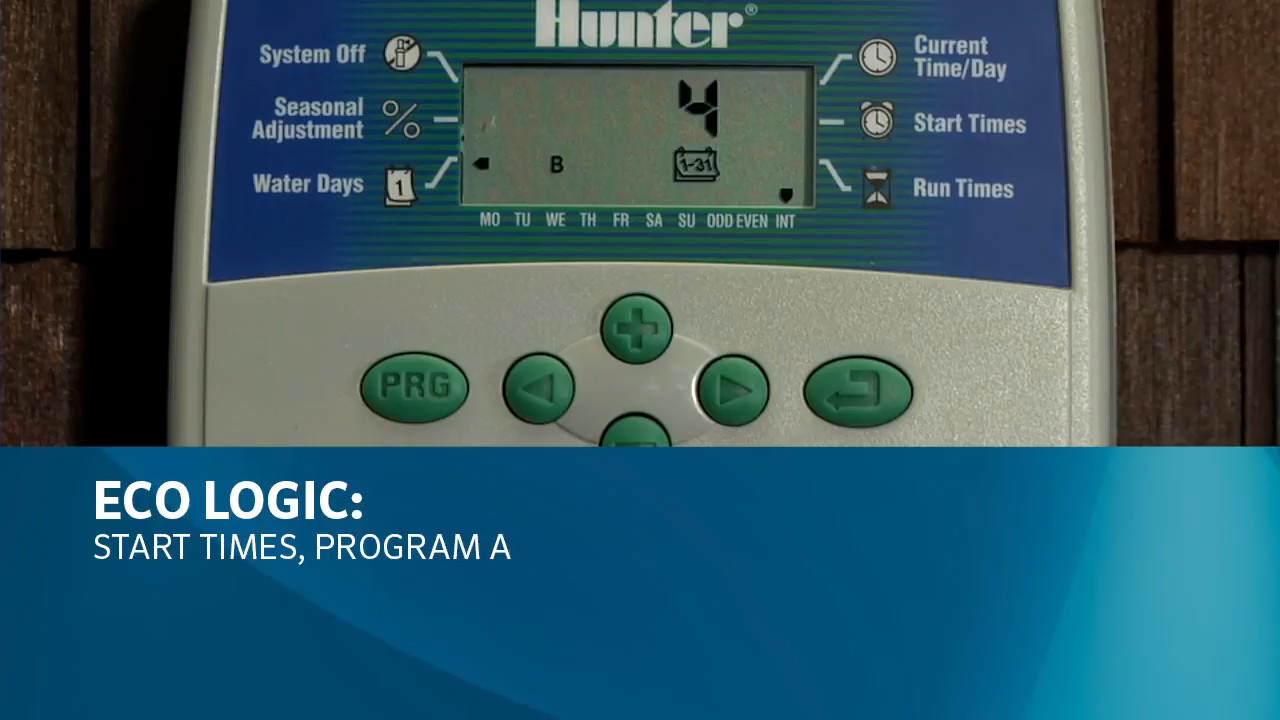 Hunter®
System Off
Current
Time/Day
4
Seasonal
Adjustment
%
Start Times
B
1-31
Water Days
1
Run Times
MO TU WE TH FR SA SU ODD EVEN INT
PRG
ECO LOGIC:
START TIMES, PROGRAM A